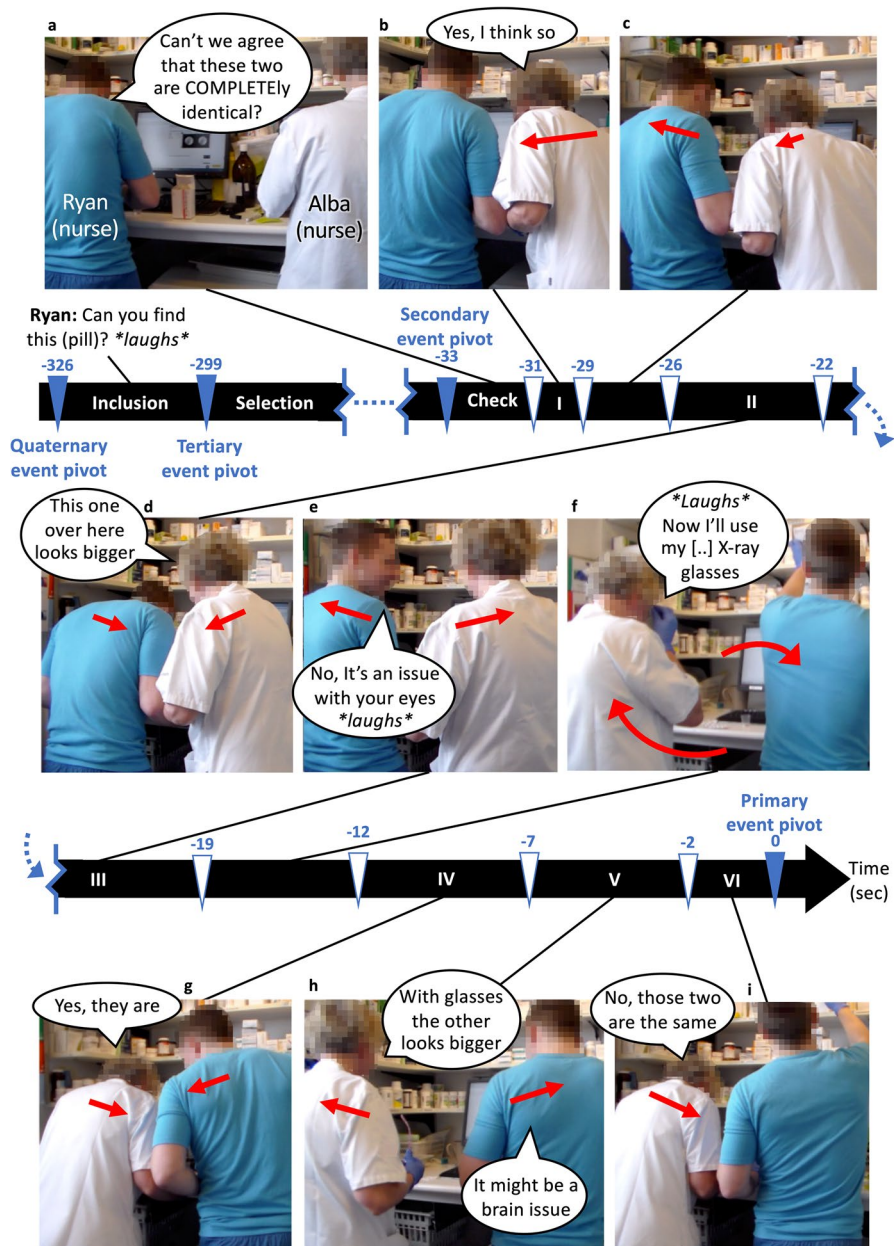 a
Can't we agree
that these two
are COMPLETEly
identical?
Ryan
(nurse)
Alba
(nurse)
b
Yes, I think so
c
Ryan: Can you find
this (pill)? *laughs*
Secondary
event pivot
-326
-299
-33
-31
-29
-26
-22
Inclusion
Selection
Check
I
II
Quaternary
event pivot
Tertiary
event pivot
This one
over here
looks bigger
d
e
No, It's an issue
with your eyes
*laughs*
f
*Laughs*
Now I'll use
my [..] X-ray
glasses
Primary
event pivot
-19
-12
-7
-2
0
III
IV
V
VI
Time
(sec)
Yes, they are
g
h
With glasses
the other
looks bigger
It might be a
brain issue
No, those two
are the same
i